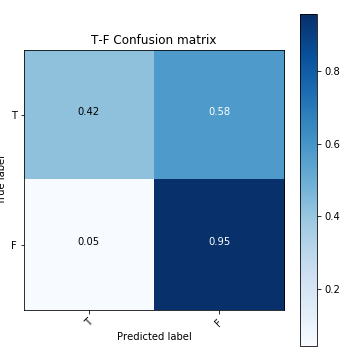 T-F Confusion matrix
T
0.42
0.58
F
0.05
0.95
T
F
Predicted label
label
0.8
0.6
0.4
0.2